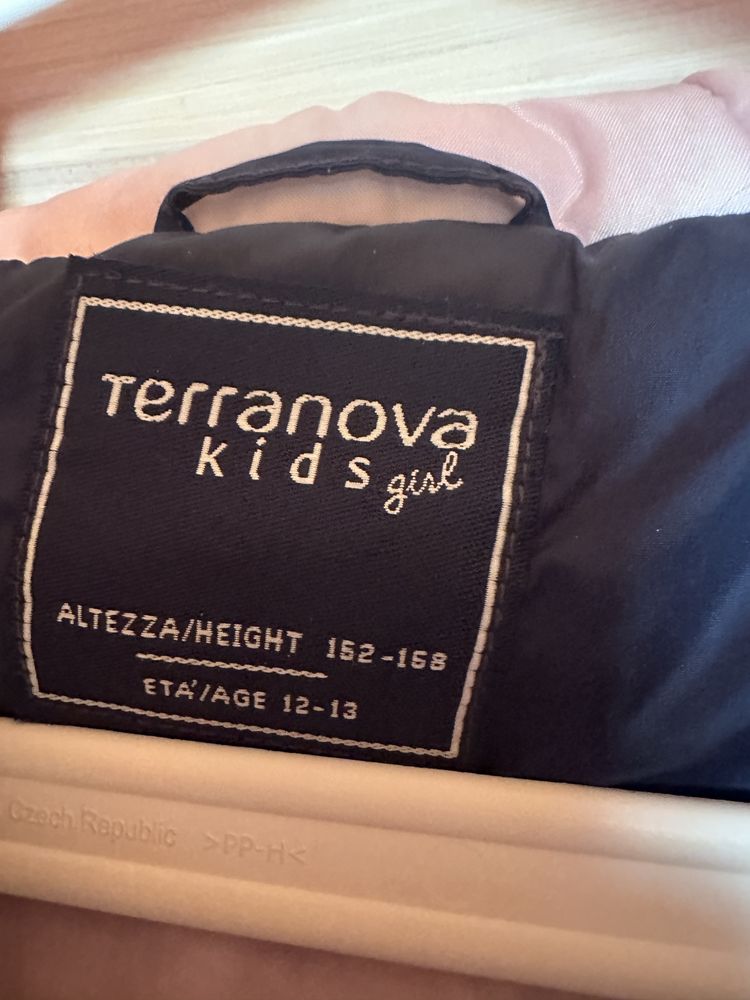 Terranova
Kids girl
ALTEZZA/HEIGHT 152-158
ETA'/AGE 12-13
Czech Republic >PP-H<